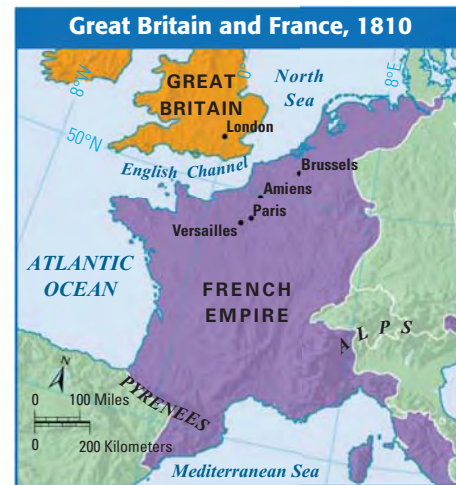 Great Britain and France, 1810
8°W
0°
8°E
50°N
GREAT
BRITAIN
North
Sea
London
English Channel
Brussels
Amiens
Paris
Versailles
ATLANTIC
OCEAN
FRENCH
EMPIRE
ALPS
PYRENEES
N
0 100 Miles
0 200 Kilometers
Mediterranean Sea